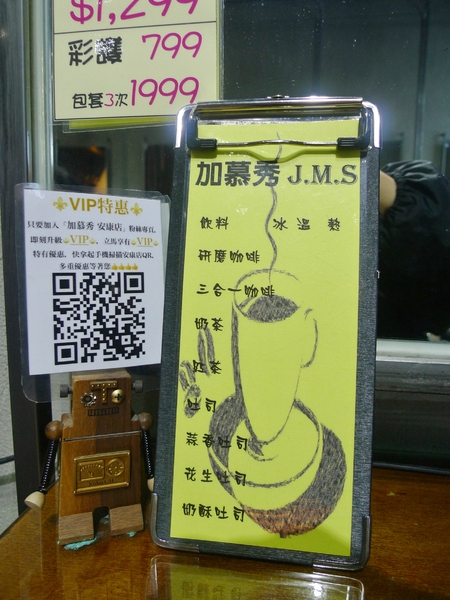 $1,299
彩護 799
包套3次 1999
VIP特惠
只要加入「加慕秀 安康店」粉絲專頁,
即刻升級VIP, 立馬享有VIP
特有優惠。快拿起手機掃瞄安康店QR,
多重優惠等著您
加慕秀 J.M.S
飲料 冰 溫 熱
研磨咖啡
三合一咖啡
奶茶
紅茶
吐司
蒜香吐司
花生吐司
奶酥吐司